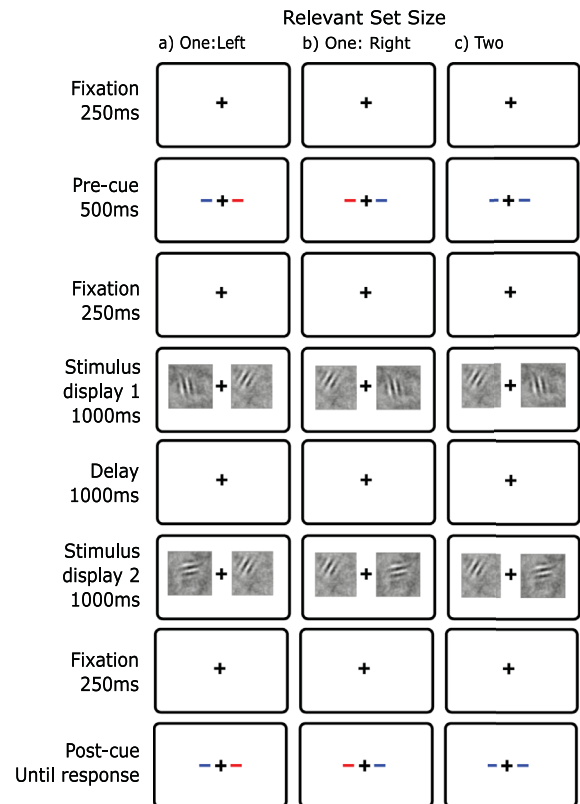 Relevant Set Size
a) One:Left
b) One: Right
c) Two
Fixation
250ms
Pre-cue
500ms
Fixation
250ms
Stimulus
display 1
1000ms
Delay
1000ms
Stimulus
display 2
1000ms
Fixation
250ms
Post-cue
Until response